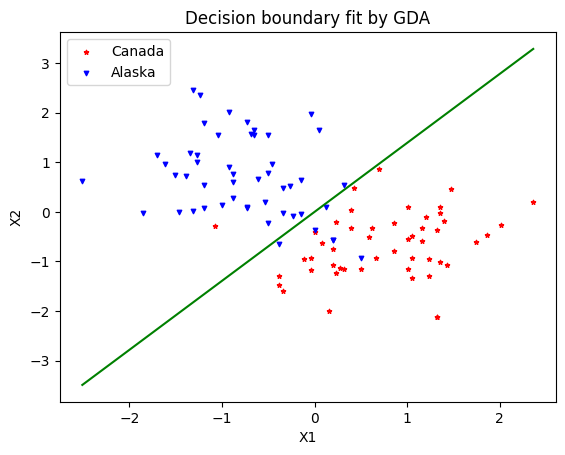 Decision boundary fit by GDA
Canada
Alaska
X2
3
2
1
0
−1
−2
−3
−2
−1
0
1
2
X1